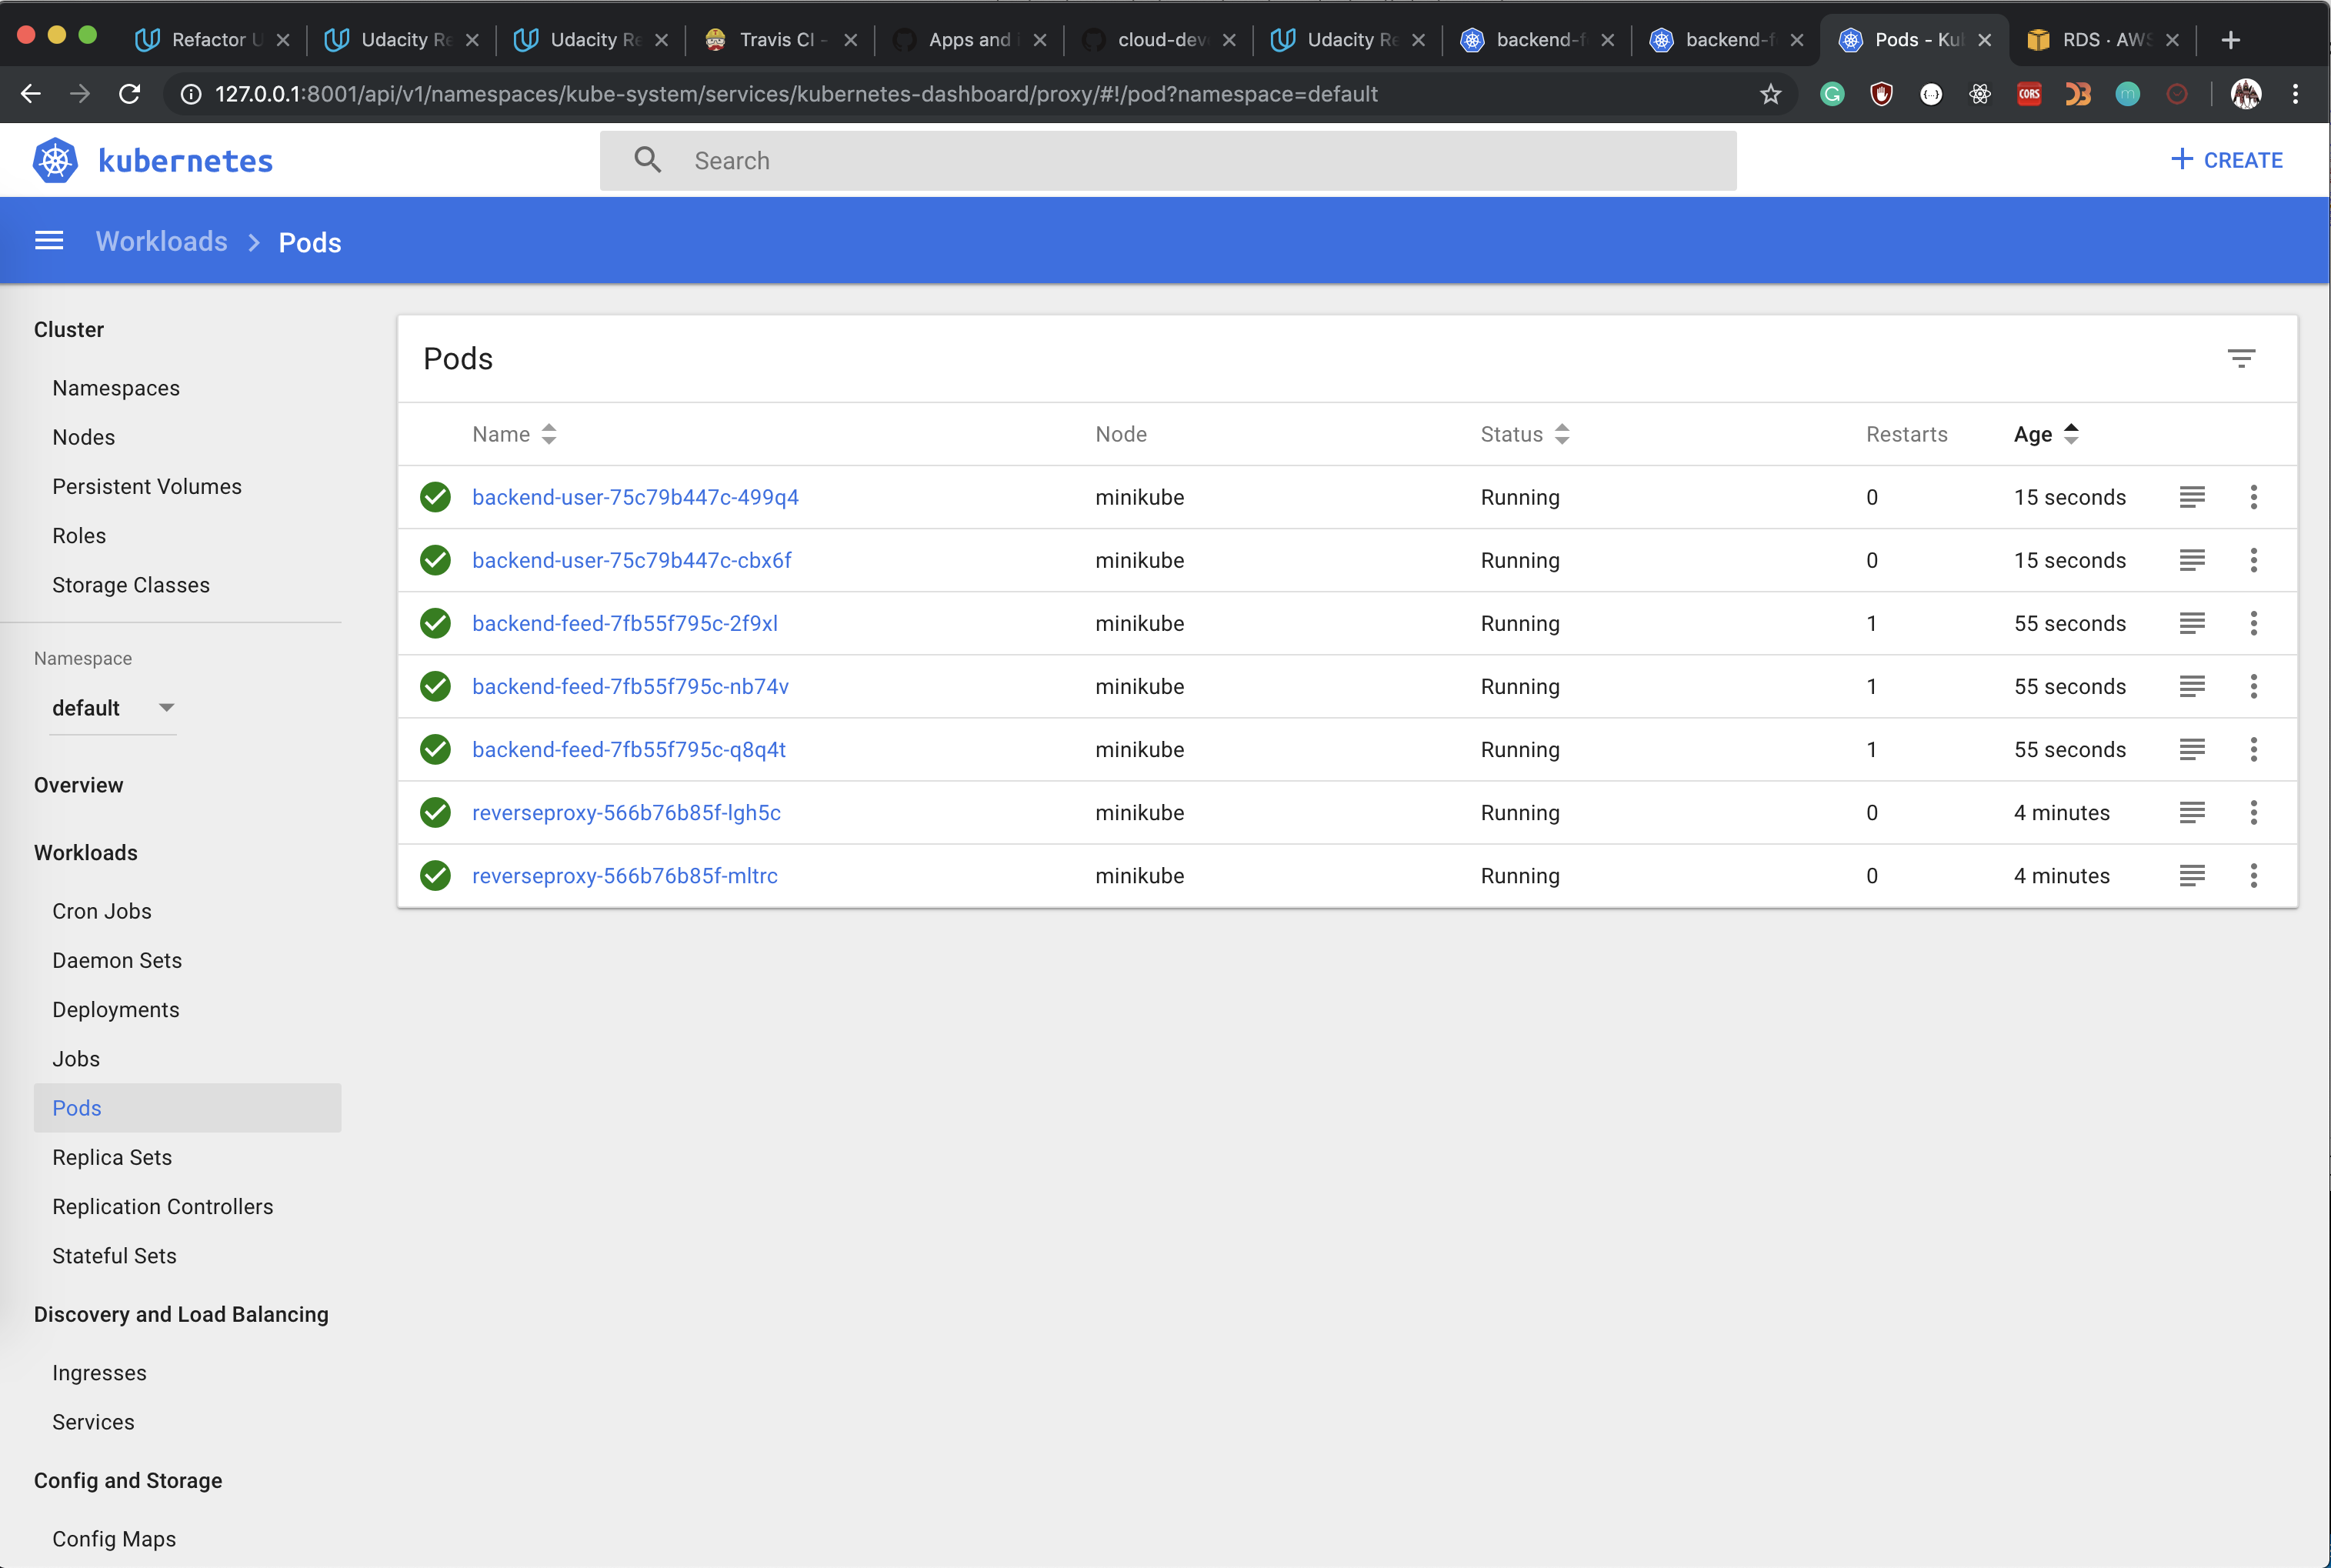 Refactor U
Udacity Re
Udacity Re
Travis CI -
Apps and i
cloud-deve
Udacity Re
backend-f
backend-f
Pods - Kub
RDS · AWS
127.0.0.1:8001/api/v1/namespaces/kube-system/services/kubernetes-dashboard/proxy/#!/pod?namespace=default
CORS
kubernetes
Search
CREATE
Workloads > Pods
Cluster
Namespaces
Nodes
Persistent Volumes
Roles
Storage Classes
Namespace
default
Overview
Workloads
Cron Jobs
Daemon Sets
Deployments
Jobs
Pods
Replica Sets
Replication Controllers
Stateful Sets
Discovery and Load Balancing
Ingresses
Services
Config and Storage
Config Maps
Pods
Name Node Status Restarts Age
backend-user-75c79b447c-499q4 minikube Running 0 15 seconds
backend-user-75c79b447c-cbx6f minikube Running 0 15 seconds
backend-feed-7fb55f795c-2f9xl minikube Running 1 55 seconds
backend-feed-7fb55f795c-nb74v minikube Running 1 55 seconds
backend-feed-7fb55f795c-q8q4t minikube Running 1 55 seconds
reverseproxy-566b76b85f-lgh5c minikube Running 0 4 minutes
reverseproxy-566b76b85f-mltrc minikube Running 0 4 minutes